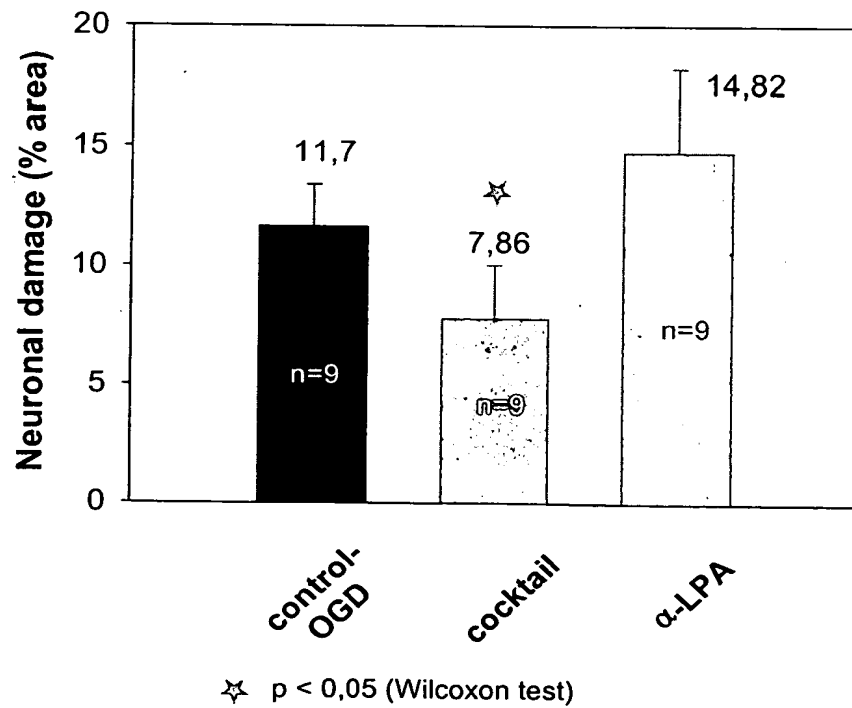 Neuronal damage (% area)
20
15
10
5
0
11,7
7,86
14,82
n=9
n=9
n=9
control-
OGD
cocktail
α-LPA
p < 0,05 (Wilcoxon test)